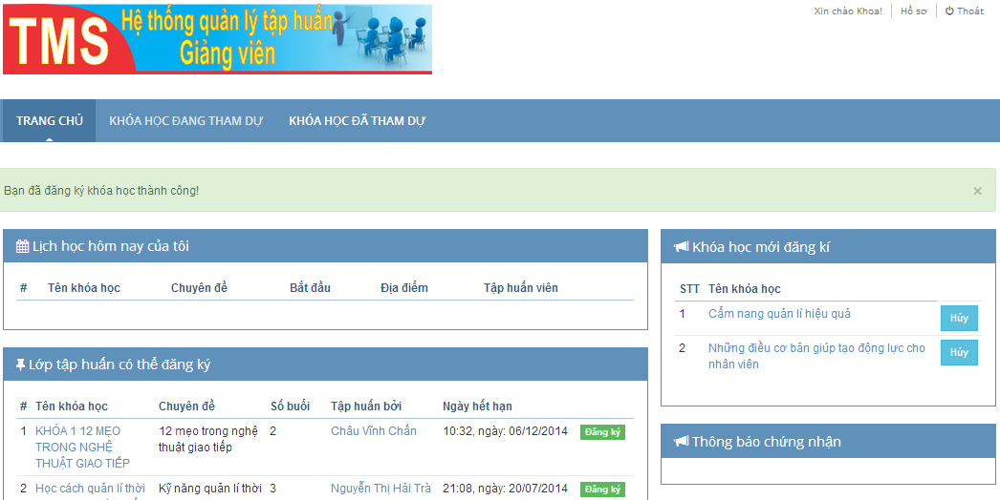 TMS
Hệ thống quản lý tập huấn
Giảng viên
Xin chào Khoa! Hồ sơ Thoát
TRANG CHỦ KHÓA HỌC ĐANG THAM DỰ KHÓA HỌC ĐÃ THAM DỰ
Bạn đã đăng ký khóa học thành công! ×
Lịch học hôm nay của tôi
# Tên khóa học Chuyên đề Bắt đầu Địa điểm Tập huấn viên
Lớp tập huấn có thể đăng ký
# Tên khóa học Chuyên đề Số buổi Tập huấn bởi Ngày hết hạn
1 KHÓA 1 12 MẸO 12 mẹo trong nghệ 2 Châu Vĩnh Chấn 10:32, ngày: 06/12/2014 Đăng ký
TRONG NGHỆ thuật giao tiếp
THUẬT GIAO TIẾP
2 Học cách quản lí thời Kỹ năng quản lí thời 3 Nguyễn Thị Hải Trà 21:08, ngày: 20/07/2014 Đăng ký
Khóa học mới đăng kí
STT Tên khóa học
1 Cẩm nang quản lí hiệu quả Hủy
2 Những điều cơ bản giúp tạo động lực cho Hủy
nhân viên
Thông báo chứng nhận